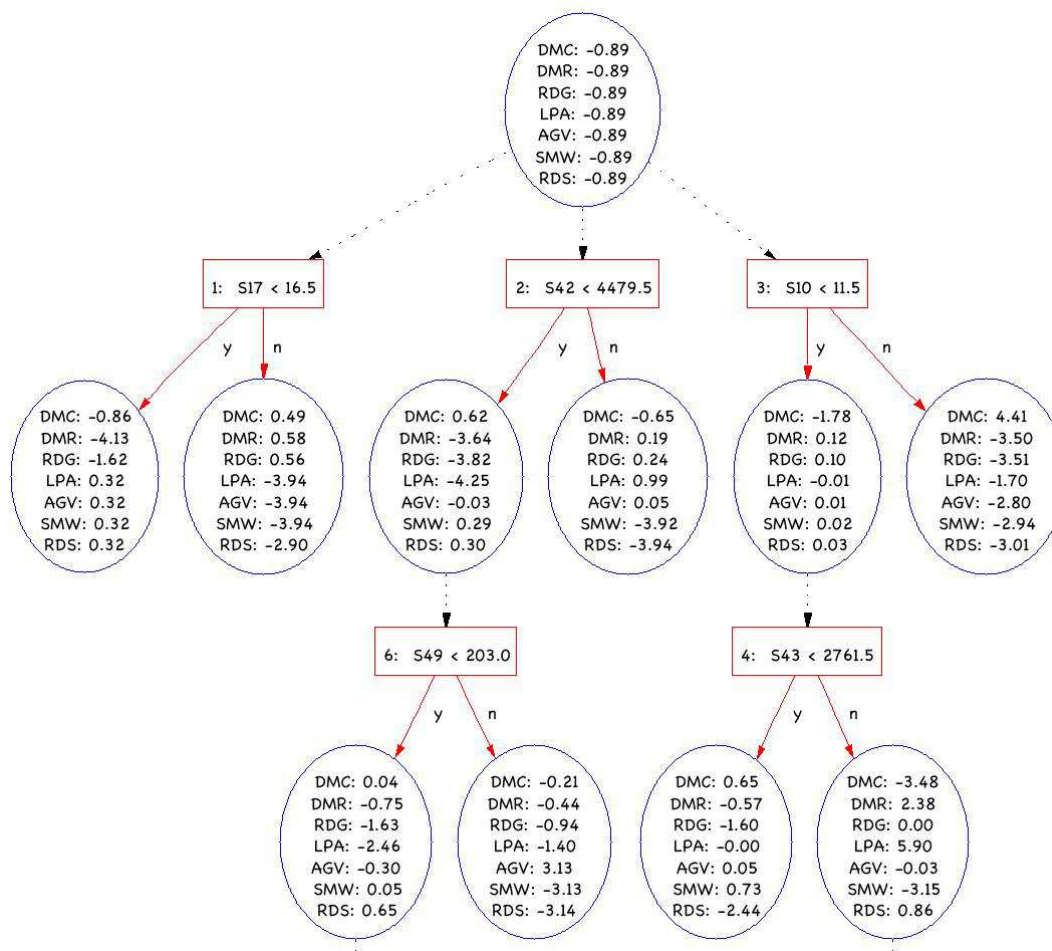 DMC: -0.89
DMR: -0.89
RDG: -0.89
LPA: -0.89
AGV: -0.89
SMW: -0.89
RDS: -0.89
1: S17 < 16.5
2: S42 < 4479.5
3: S10 < 11.5
y
n
y
n
y
n
DMC: -0.86
DMR: -4.13
RDG: -1.62
LPA: 0.32
AGV: 0.32
SMW: 0.32
RDS: 0.32
DMC: 0.49
DMR: 0.58
RDG: 0.56
LPA: -3.94
AGV: -3.94
SMW: -3.94
RDS: -2.90
DMC: 0.62
DMR: -3.64
RDG: -3.82
LPA: -4.25
AGV: -0.03
SMW: 0.29
RDS: 0.30
DMC: -0.65
DMR: 0.19
RDG: 0.24
LPA: 0.99
AGV: 0.05
SMW: -3.92
RDS: -3.94
DMC: -1.78
DMR: 0.12
RDG: 0.10
LPA: -0.01
AGV: 0.01
SMW: 0.02
RDS: 0.03
DMC: 4.41
DMR: -3.50
RDG: -3.51
LPA: -1.70
AGV: -2.80
SMW: -2.94
RDS: -3.01
6: S49 < 203.0
4: S43 < 2761.5
y
n
y
n
DMC: 0.04
DMR: -0.75
RDG: -1.63
LPA: -2.46
AGV: -0.30
SMW: 0.05
RDS: 0.65
DMC: -0.21
DMR: -0.44
RDG: -0.94
LPA: -1.40
AGV: 3.13
SMW: -3.13
RDS: -3.14
DMC: 0.65
DMR: -0.57
RDG: -1.60
LPA: -0.00
AGV: 0.05
SMW: 0.73
RDS: -2.44
DMC: -3.48
DMR: 2.38
RDG: 0.00
LPA: 5.90
AGV: -0.03
SMW: -3.15
RDS: 0.86